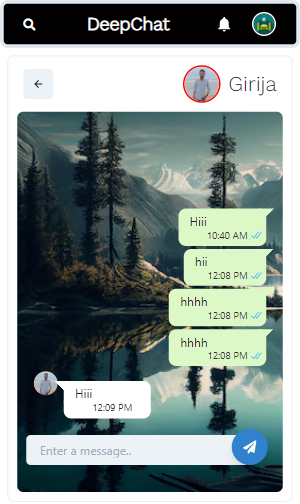 DeepChat
Girija
Hiii
10:40 AM
hii
12:08 PM
hhhh
12:08 PM
hhhh
12:08 PM
Hiii
12:09 PM
Enter a message..